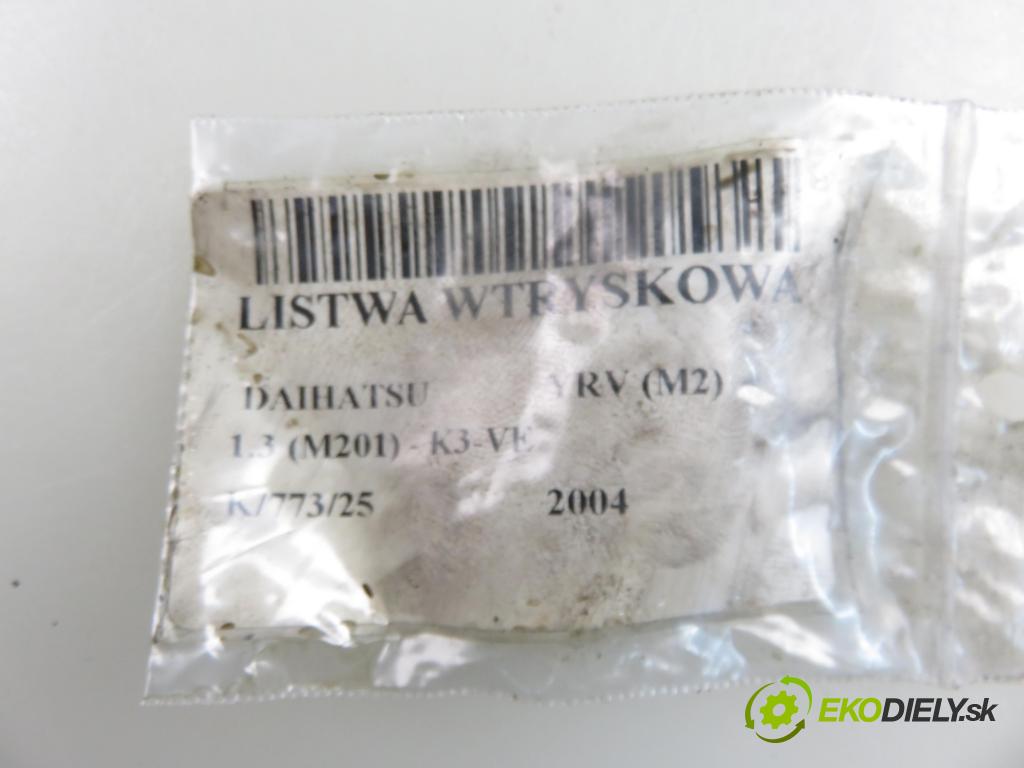 LISTWA WTRYSKOWA
DAIHATSU YRV (M2)
1.3 (M201) - K3-VE
K/773/25 2004
EKODIELY.sk